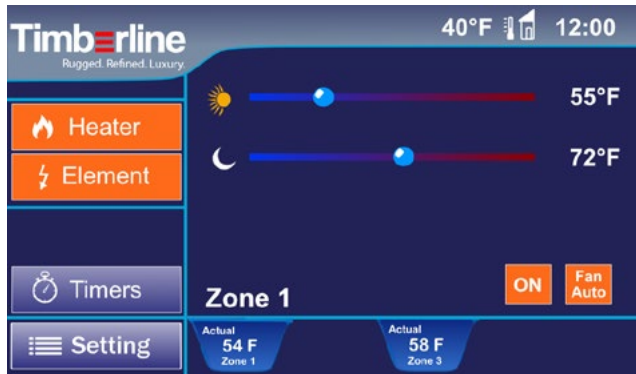 Timberline
Rugged. Refined. Luxury.
40°F 12:00
55°F
Heater
72°F
Element
Timers
Zone 1
ON
Fan
Auto
Setting
Actual
54 F
Zone 1
Actual
58 F
Zone 3